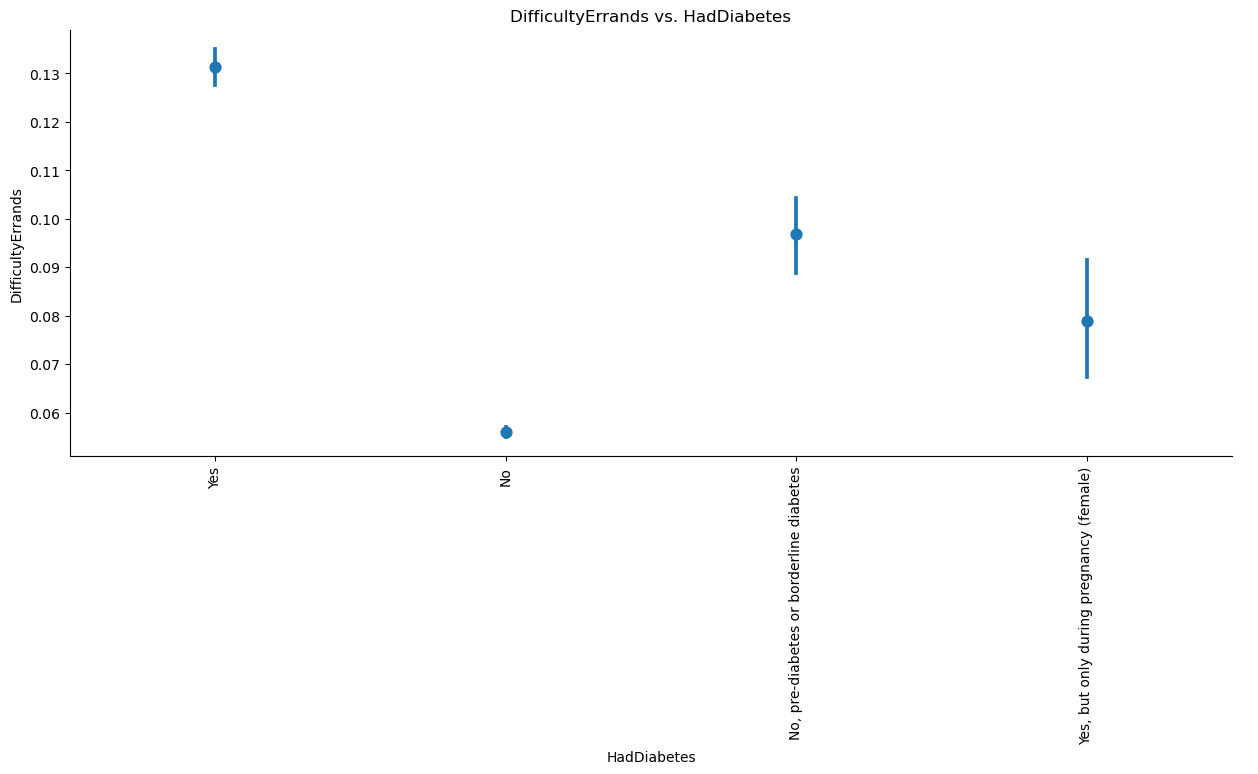 DifficultyErrands vs. HadDiabetes
DifficultyErrands
0.13
0.12
0.11
0.10
0.09
0.08
0.07
0.06
Yes
No
No, pre-diabetes or borderline diabetes
Yes, but only during pregnancy (female)
HadDiabetes